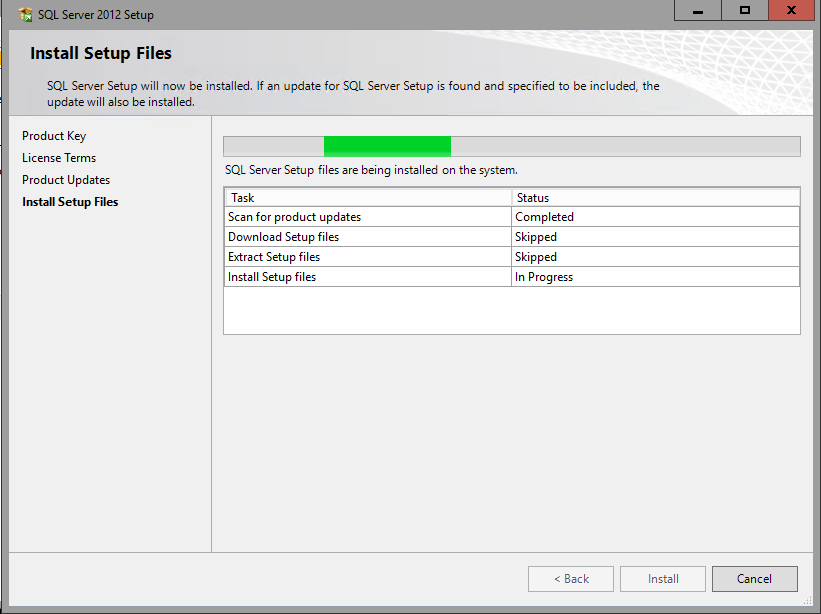 SQL Server 2012 Setup
Install Setup Files
SQL Server Setup will now be installed. If an update for SQL Server Setup is found and specified to be included, the
update will also be installed.
Product Key
License Terms
Product Updates
Install Setup Files
SQL Server Setup files are being installed on the system.
Task Status
Scan for product updates Completed
Download Setup files Skipped
Extract Setup files Skipped
Install Setup files In Progress
< Back Install Cancel